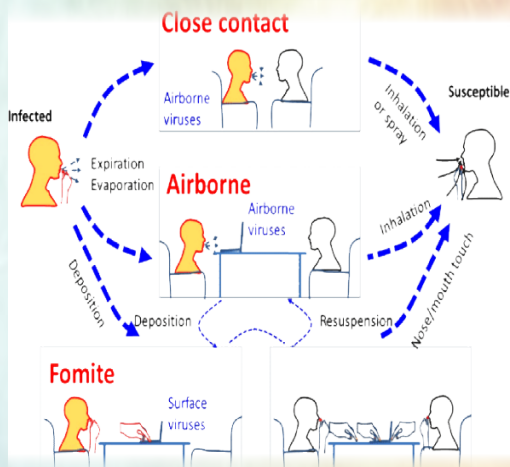 Close contact
Airborne
viruses
Inhalation
or spray
Infected
Susceptible
Expiration
Evaporation
Airborne
Airborne
viruses
Inhalation
Deposition
Deposition
Resuspension
Nose/mouth touch
Fomite
Surface
viruses